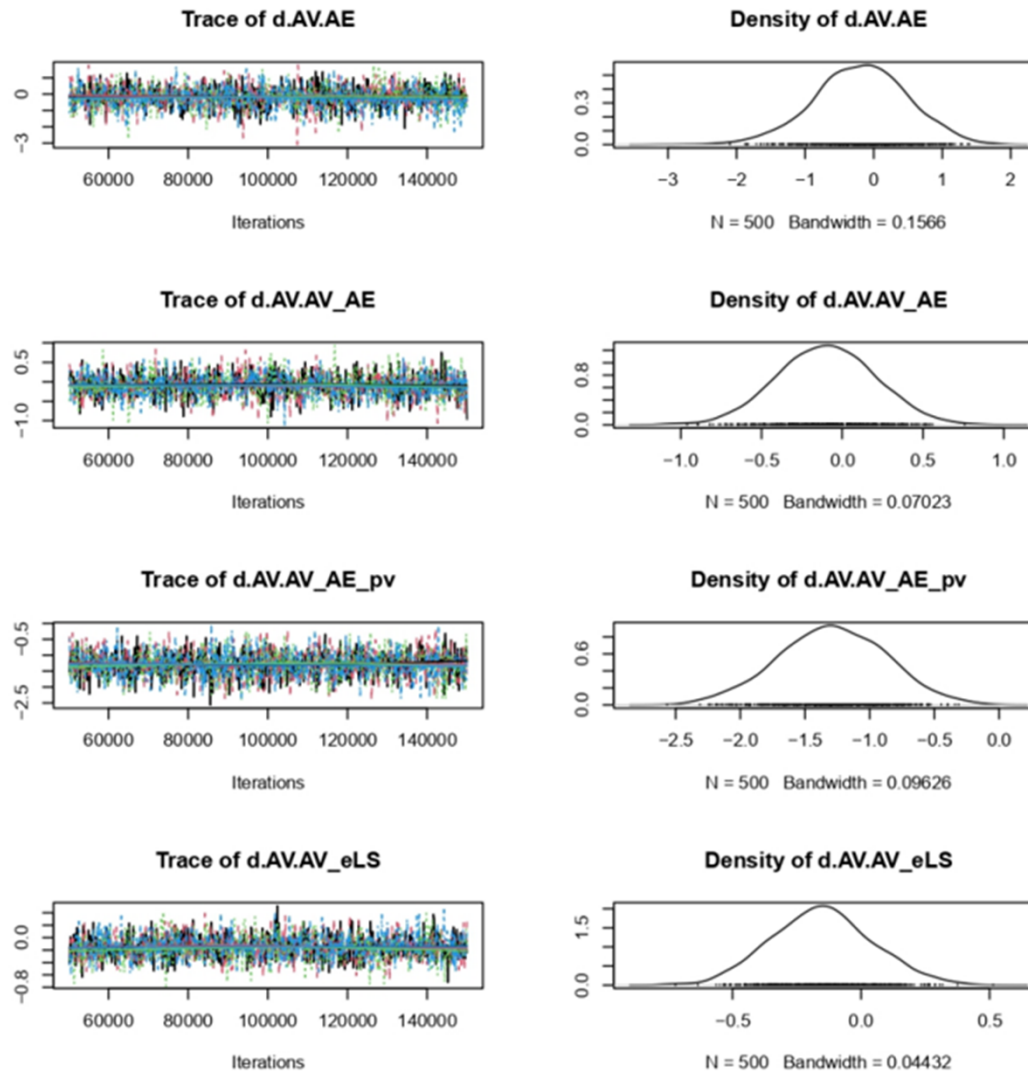 Trace of d.AV.AE
Density of d.AV.AE
0
−3
60000 80000 100000 120000 140000
Iterations
0.3
0.0
−3 −2 −1 0 1 2
N = 500 Bandwidth = 0.1566
Trace of d.AV.AV_AE
Density of d.AV.AV_AE
0.5
−1.0
60000 80000 100000 120000 140000
Iterations
0.8
0.0
−1.0 −0.5 0.0 0.5 1.0
N = 500 Bandwidth = 0.07023
Trace of d.AV.AV_AE_pv
Density of d.AV.AV_AE_pv
−0.5
−2.5
60000 80000 100000 120000 140000
Iterations
0.6
0.0
−2.5 −2.0 −1.5 −1.0 −0.5 0.0
N = 500 Bandwidth = 0.09626
Trace of d.AV.AV_eLS
Density of d.AV.AV_eLS
0.0
−0.8
60000 80000 100000 120000 140000
Iterations
1.5
0.0
−0.5 0.0 0.5
N = 500 Bandwidth = 0.04432